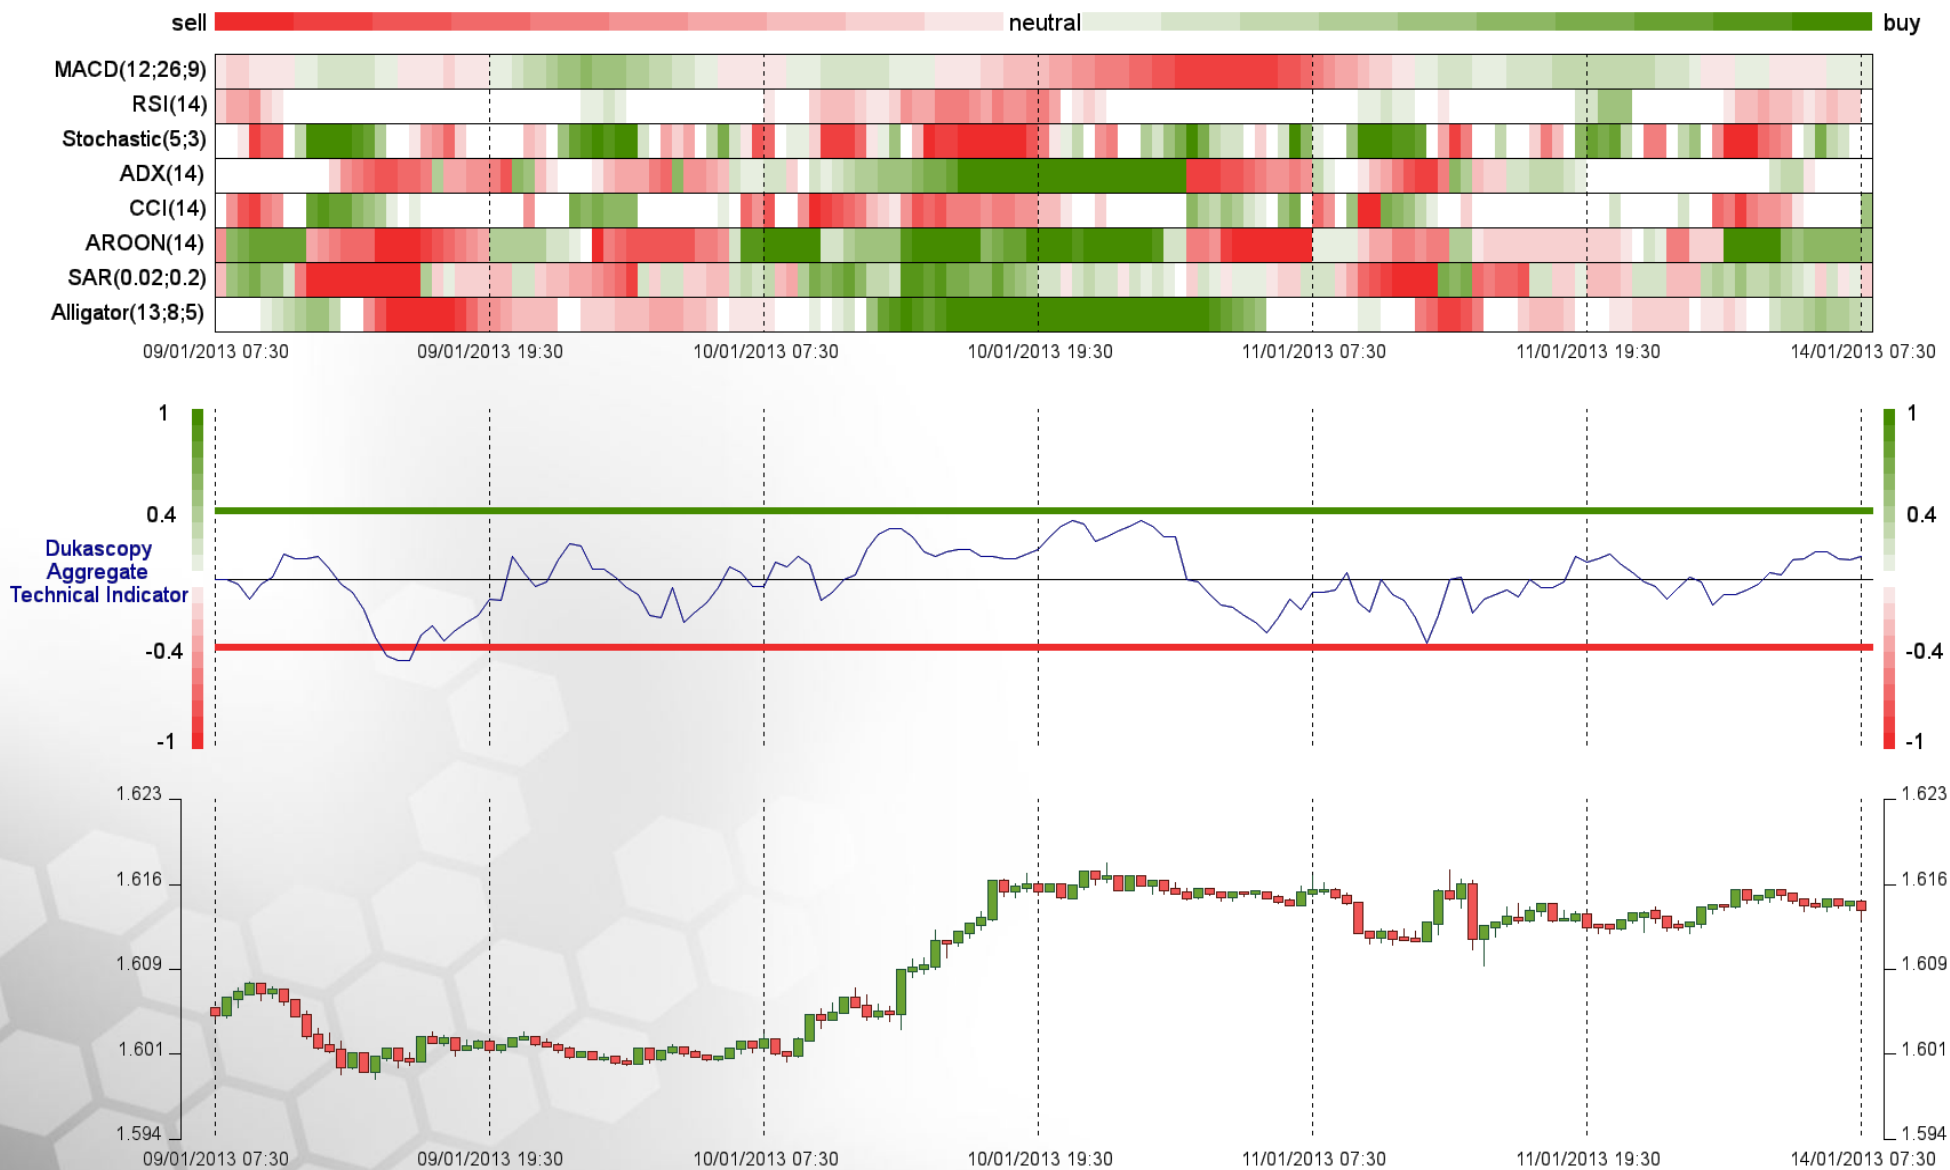 sell neutral buy
MACD(12;26;9)
RSI(14)
Stochastic(5;3)
ADX(14)
CCI(14)
AROON(14)
SAR(0.02;0.2)
Alligator(13;8;5)
09/01/2013 07:30 09/01/2013 19:30 10/01/2013 07:30 10/01/2013 19:30 11/01/2013 07:30 11/01/2013 19:30 14/01/2013 07:30
1 1
0.4 0.4
Dukascopy
Aggregate
Technical Indicator
-0.4 -0.4
-1 -1
1.623 1.623
1.616 1.616
1.609 1.609
1.601 1.601
1.594 1.594
09/01/2013 07:30 09/01/2013 19:30 10/01/2013 07:30 10/01/2013 19:30 11/01/2013 07:30 11/01/2013 19:30 14/01/2013 07:30